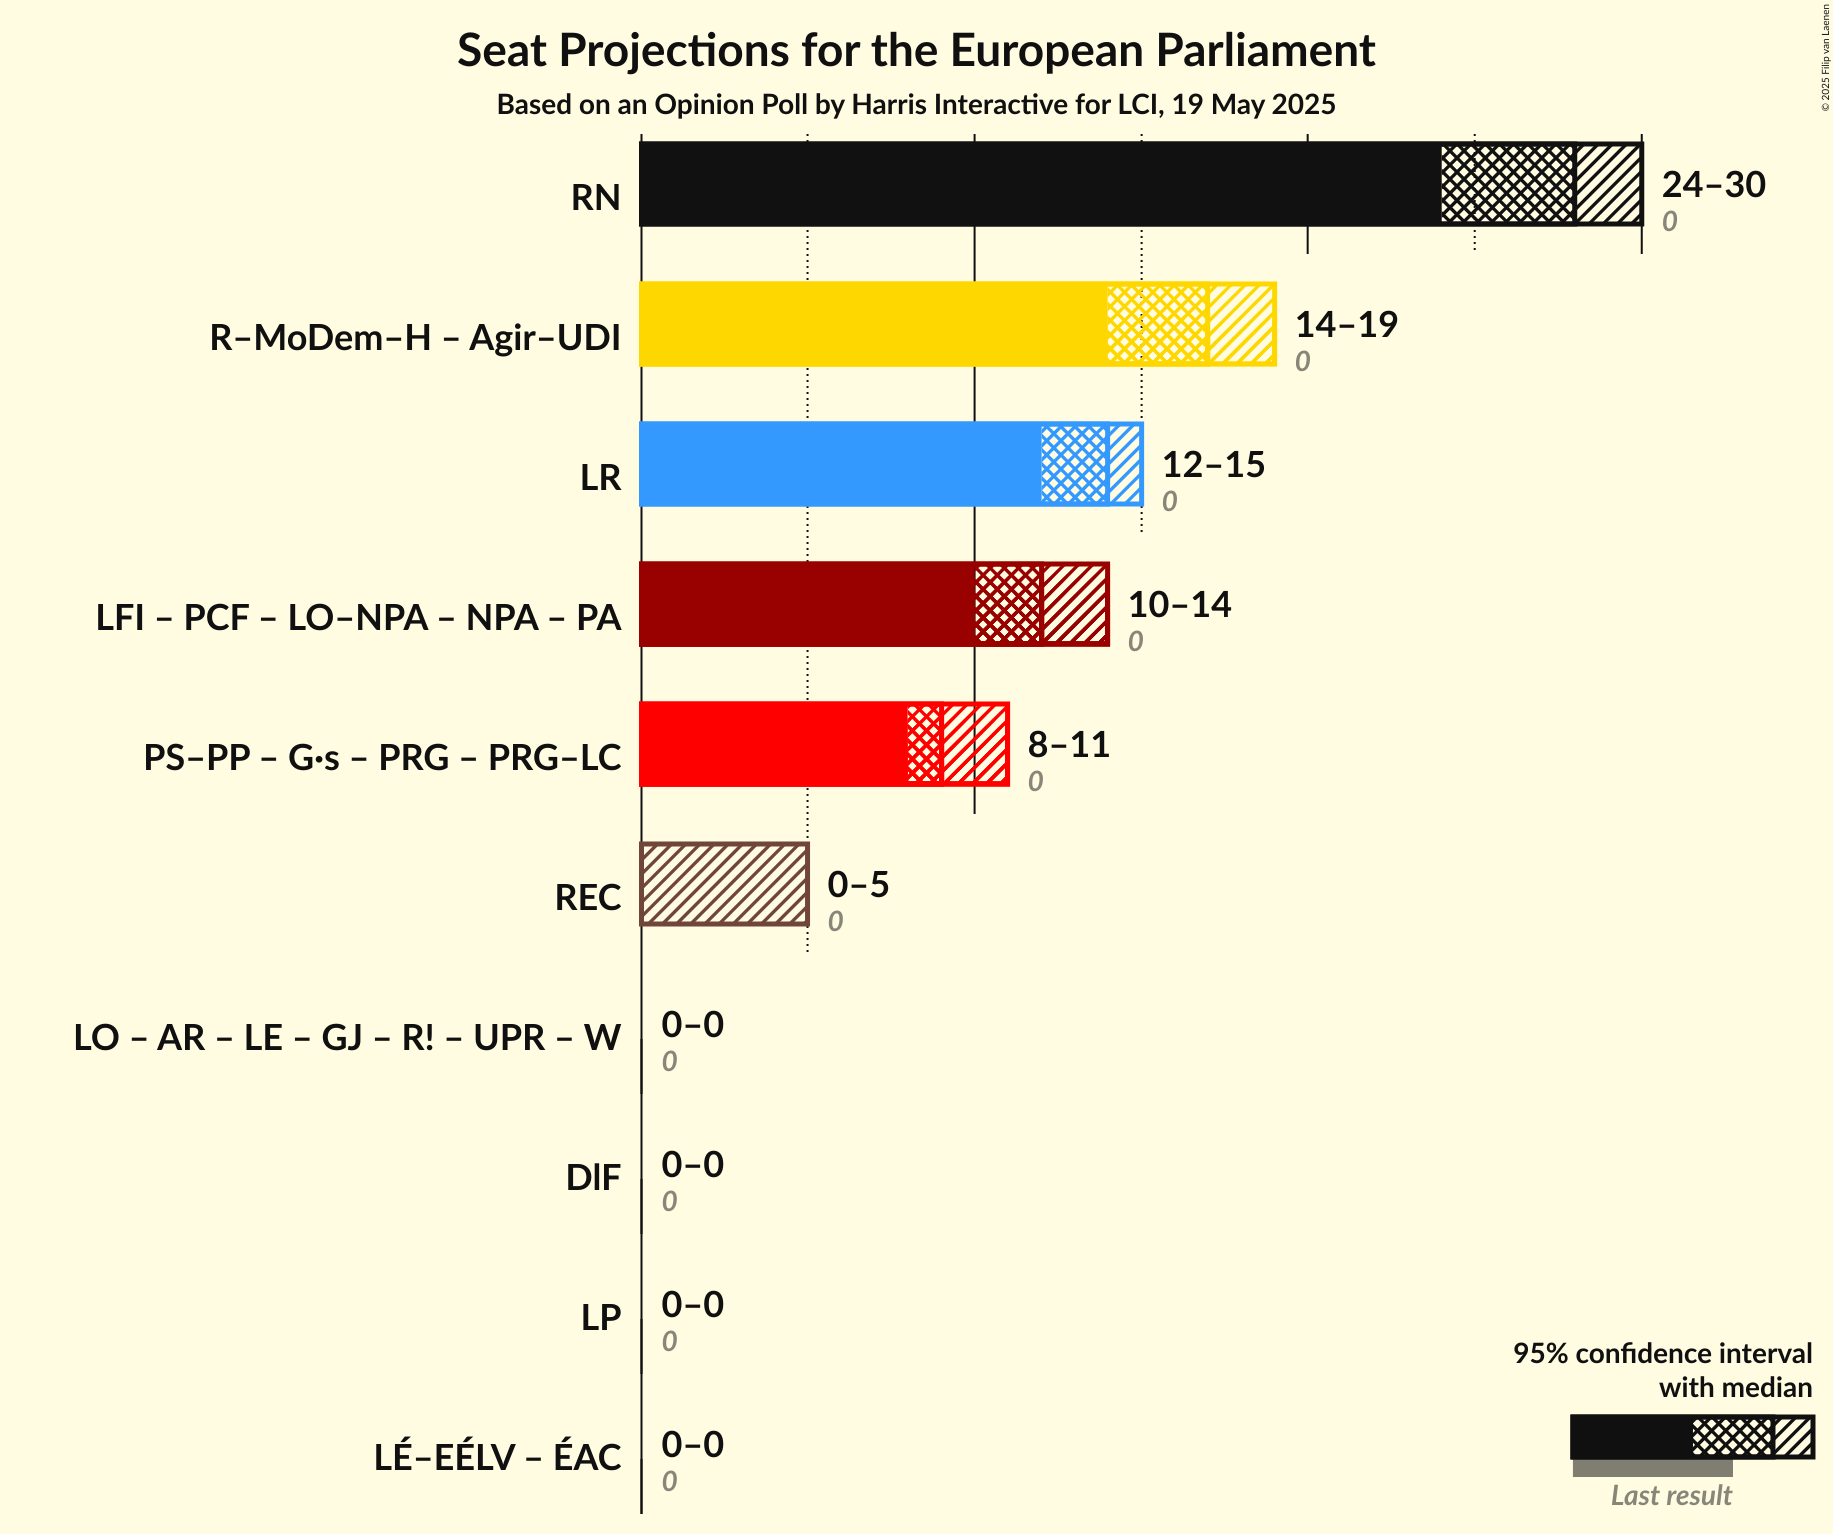 Seat Projections for the European Parliament
Based on an Opinion Poll by Harris Interactive for LCI, 19 May 2025
© 2025 Filip van Laenen
RN
24–30
0
R–MoDem–H – Agir–UDI
14–19
0
LR
12–15
0
LFI – PCF – LO–NPA – NPA – PA
10–14
0
PS–PP – G·s – PRG – PRG–LC
8–11
0
REC
0–5
0
LO – AR – LE – GJ – R! – UPR – W
0–0
0
DlF
0–0
0
LP
0–0
0
LÉ–EÉLV – ÉAC
0–0
0
95% confidence interval
with median
Last result